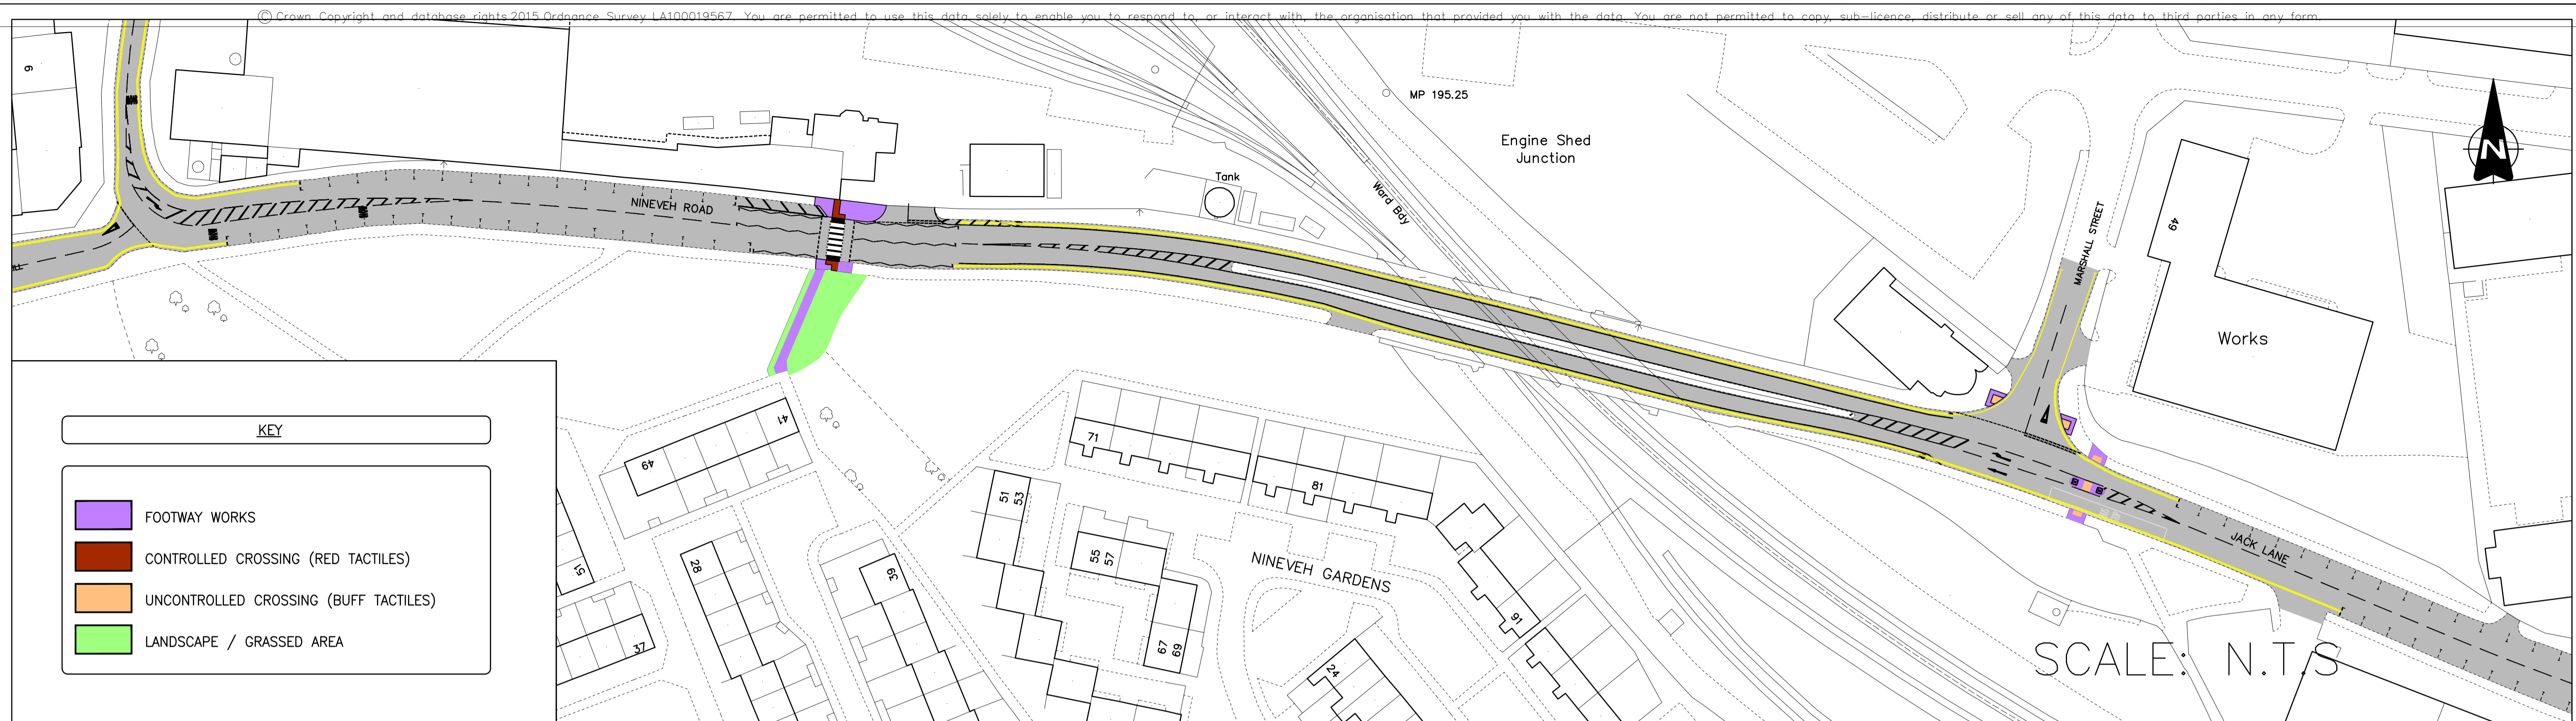 © Crown Copyright and database rights 2015 Ordnance Survey LA100019567. You are permitted to use this data solely to enable you to respond to, or interact with, the organisation that provided you with the data. You are not permitted to copy, sub-licence, distribute or sell any of this data to third parties in any form.
6
MP 195.25
Engine Shed
Junction
N
Tank
Ward Bdy
NINEVEH ROAD
MARSHALL STREET
49
Works
KEY
FOOTWAY WORKS
CONTROLLED CROSSING (RED TACTILES)
UNCONTROLLED CROSSING (BUFF TACTILES)
LANDSCAPE / GRASSED AREA
41
49
71
81
51
53
55
57
NINEVEH GARDENS
JACK LANE
51
28
39
37
67
69
91
24
SCALE: N.T.S